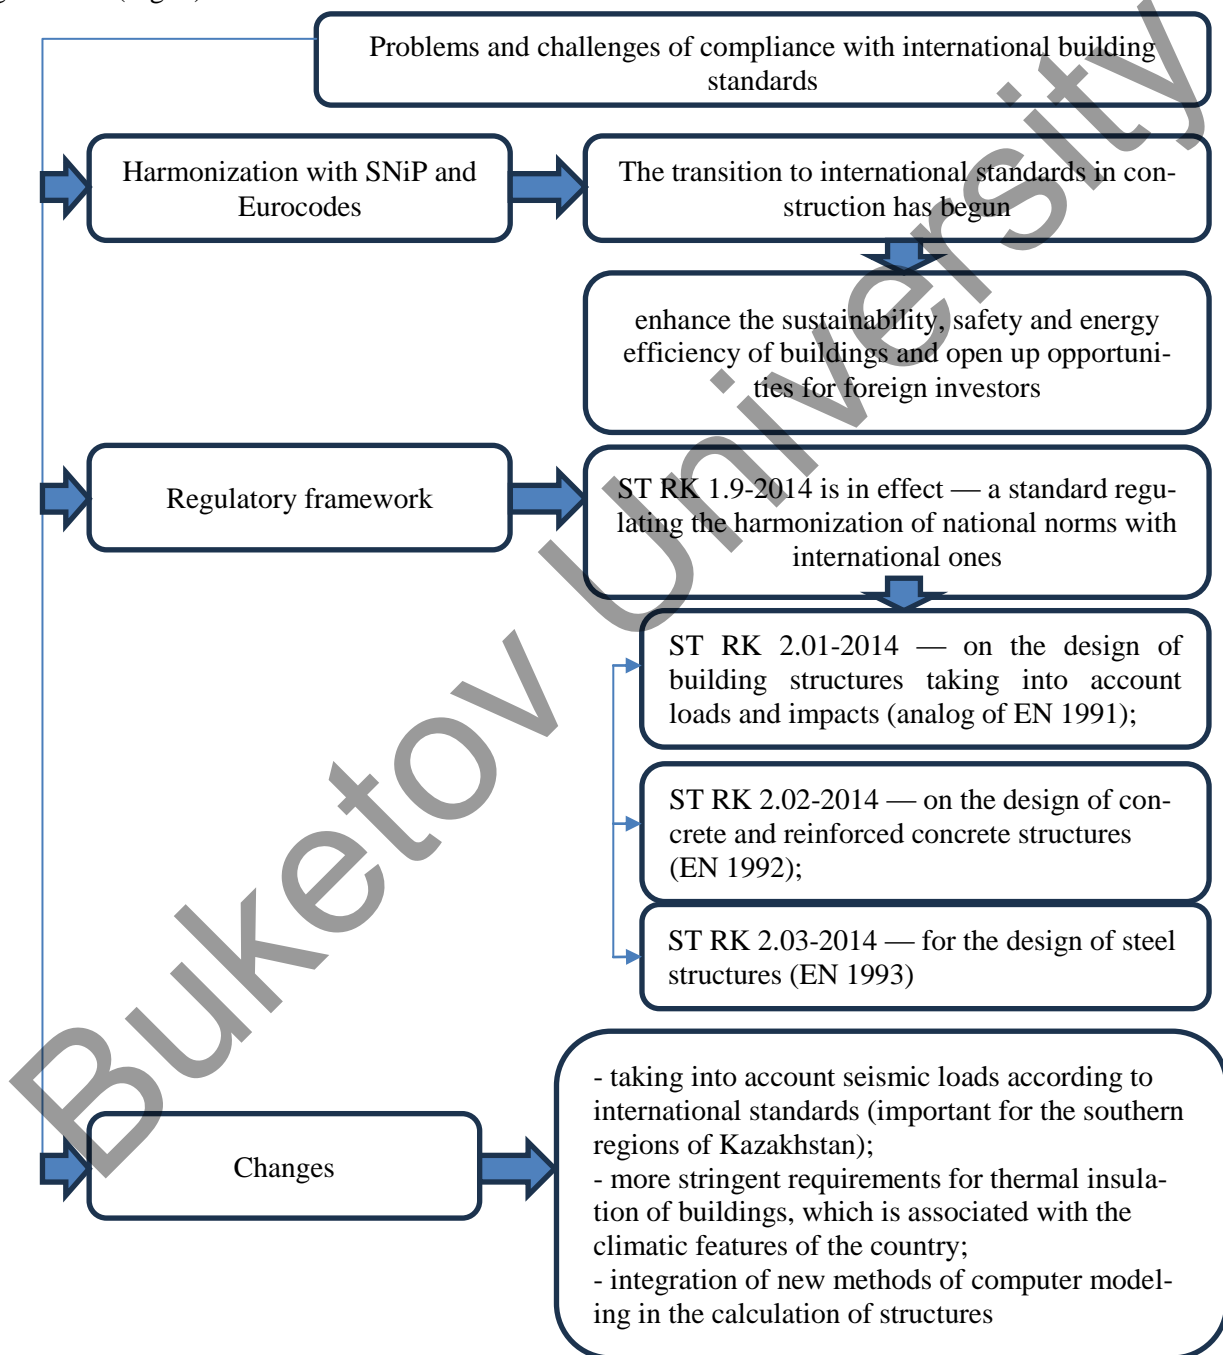 Problems and challenges of compliance with international building
standards
Harmonization with SNiP and
Eurocodes
The transition to international standards in con-
struction has begun
enhance the sustainability, safety and energy
efficiency of buildings and open up opportuni-
ties for foreign investors
Regulatory framework
ST RK 1.9-2014 is in effect — a standard regu-
lating the harmonization of national norms with
international ones
ST RK 2.01-2014 — on the design of
building structures taking into account
loads and impacts (analog of EN 1991);
ST RK 2.02-2014 — on the design of con-
crete and reinforced concrete structures
(EN 1992);
ST RK 2.03-2014 — for the design of steel
structures (EN 1993)
Changes
- taking into account seismic loads according to
international standards (important for the southern
regions of Kazakhstan);
- more stringent requirements for thermal insula-
tion of buildings, which is associated with the
climatic features of the country;
- integration of new methods of computer model-
ing in the calculation of structures
Buketov University